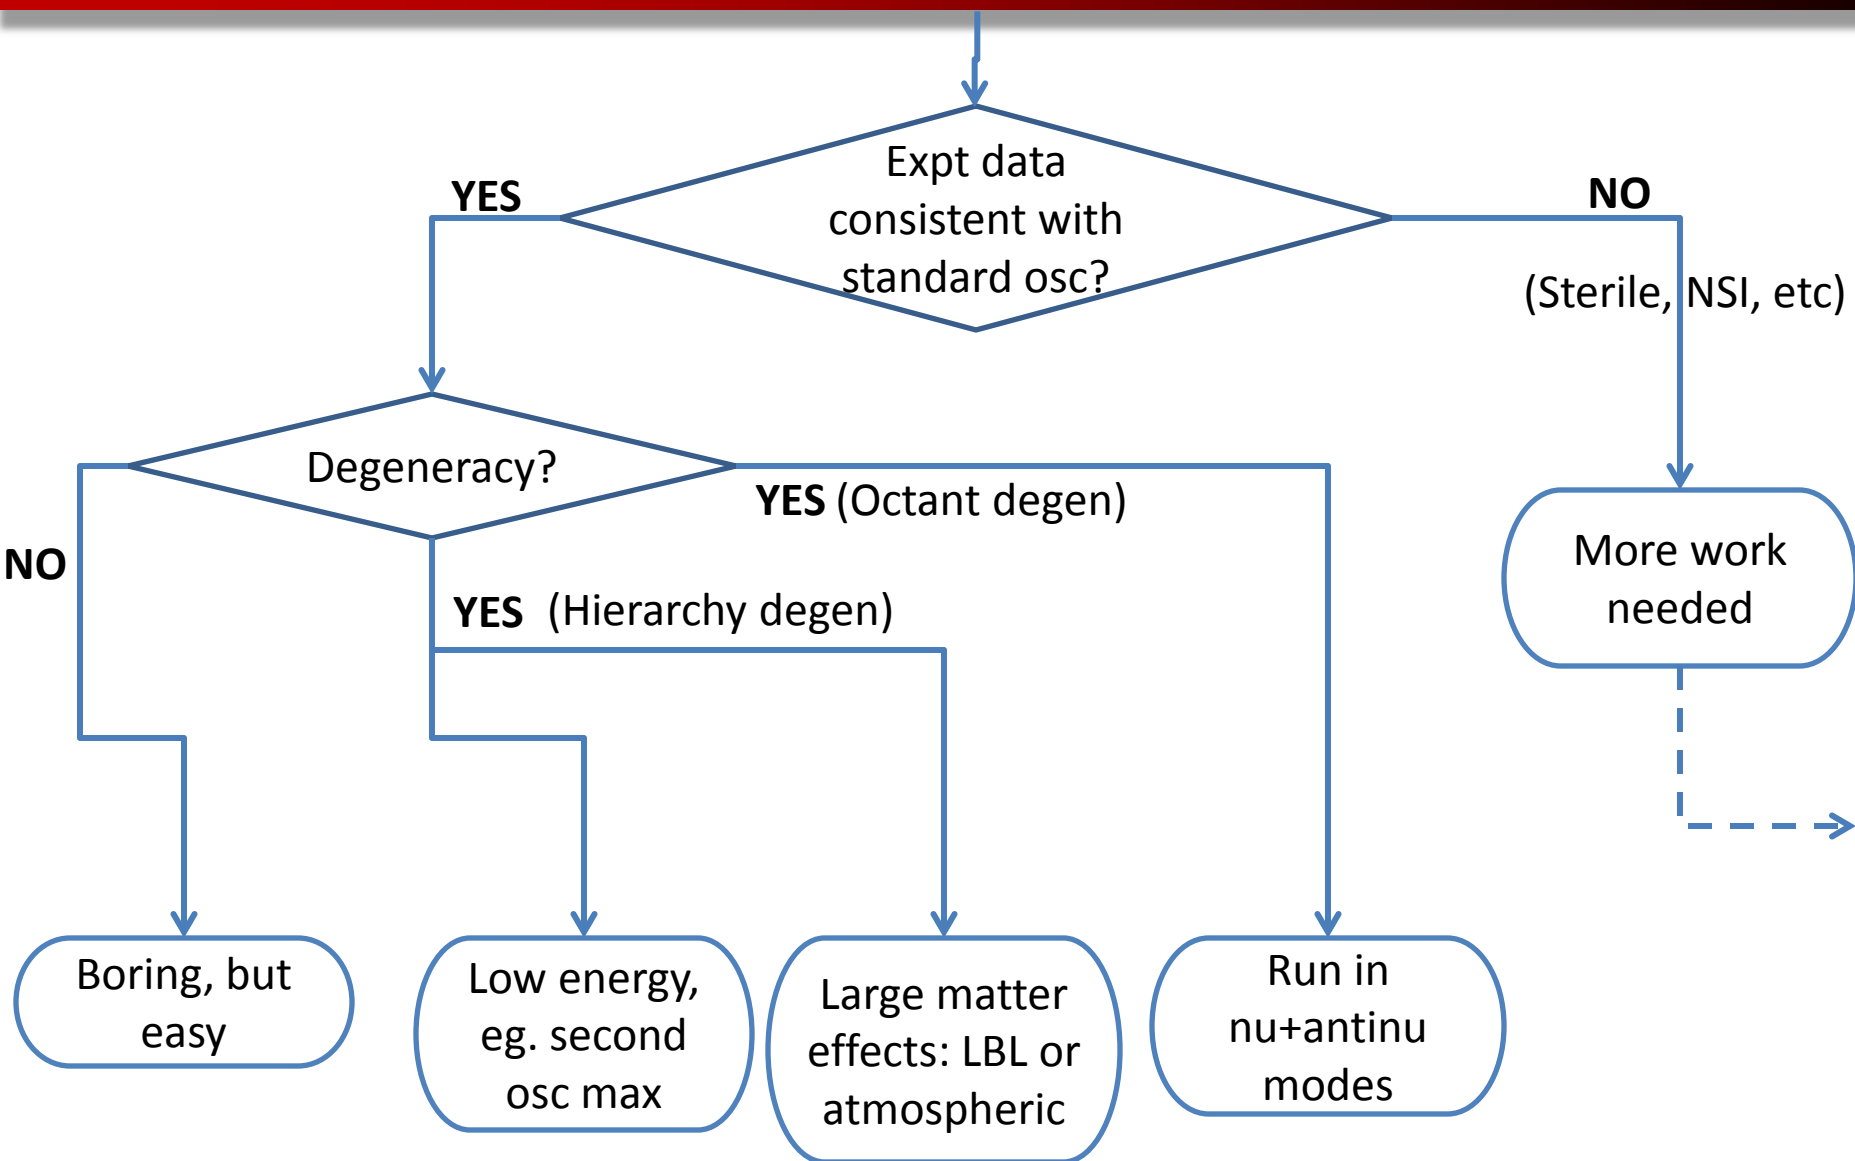 Expt data
consistent with
standard osc?
YES
NO
(Sterile, NSI, etc)
Degeneracy?
YES (Octant degen)
NO
YES (Hierarchy degen)
More work
needed
Boring, but
easy
Low energy,
eg. second
osc max
Large matter
effects: LBL or
atmospheric
Run in
nu+antinu
modes